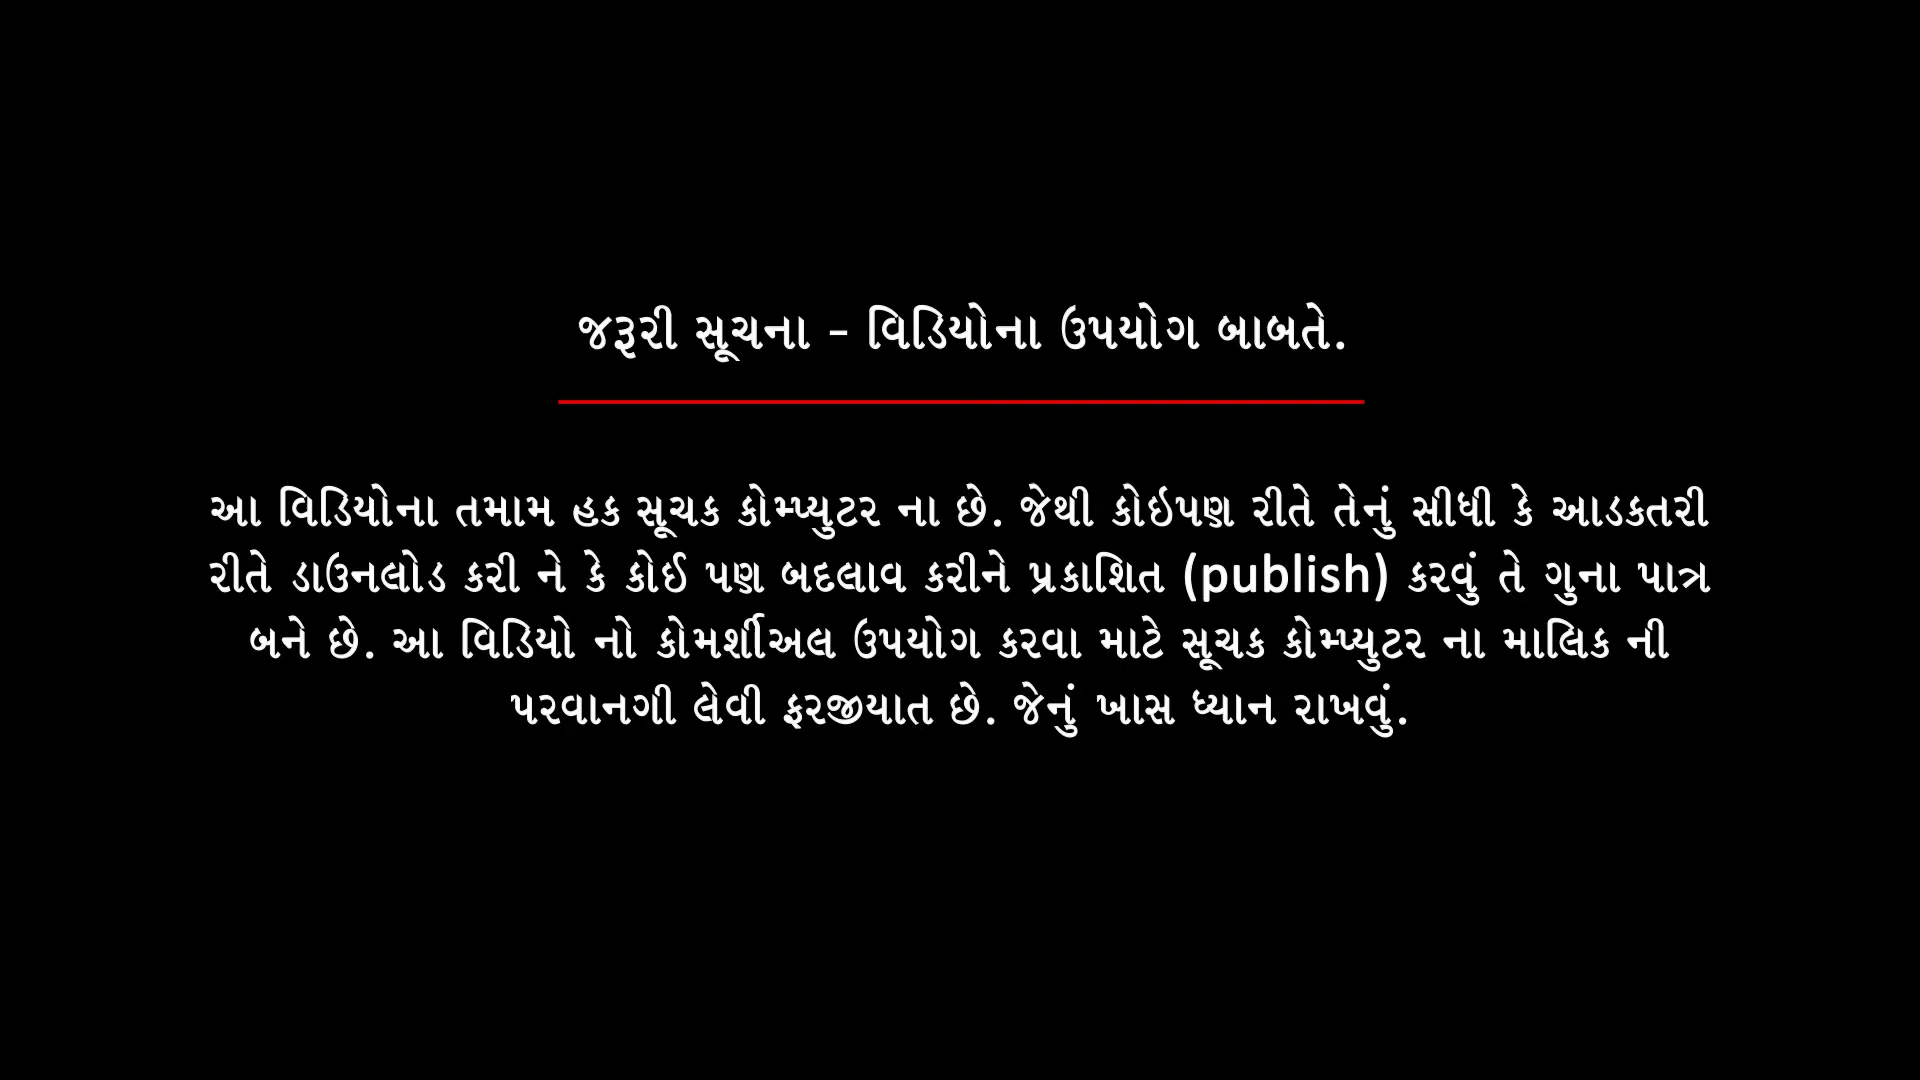 જરૂરી સૂચના - વિડિયોના ઉપયોગ બાબતે.
આ વિડિયોના તમામ હક સૂચક કોમ્પ્યુટર ના છે. જેથી કોઇપણ રીતે તેનું સીધી કે આડકતરી
રીતે ડાઉનલોડ કરી ને કે કોઈ પણ બદલાવ કરીને પ્રકાશિત (publish) કરવું તે ગુના પાત્ર
બને છે. આ વિડિયો નો કોમર્શીઅલ ઉપયોગ કરવા માટે સૂચક કોમ્પ્યુટર ના માલિક ની
પરવાનગી લેવી ફરજીયાત છે. જેનું ખાસ ધ્યાન રાખવું.